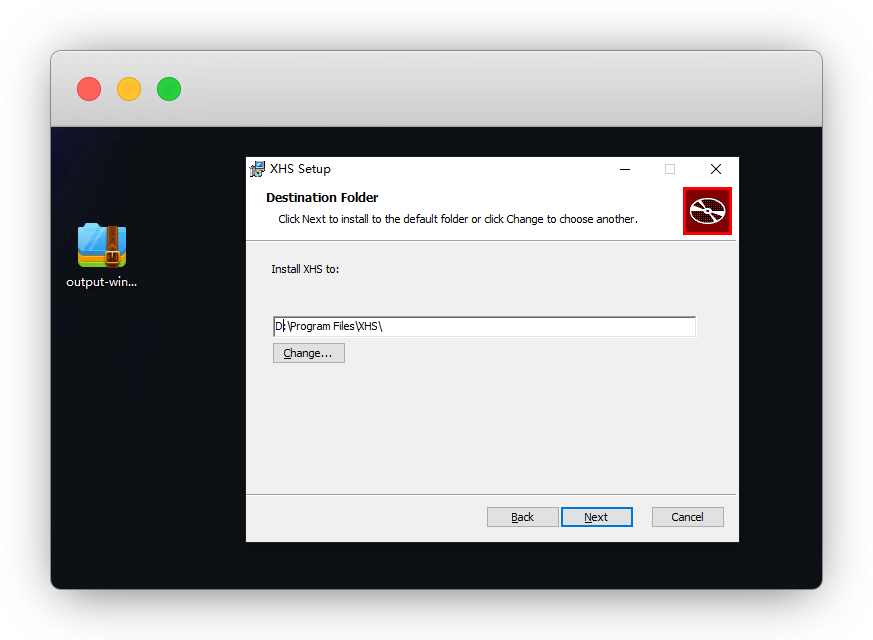 XHS Setup
Destination Folder
Click Next to install to the default folder or click Change to choose another.
output-win...
Install XHS to:
D:\Program Files\XHS\
Change...
Back
Next
Cancel